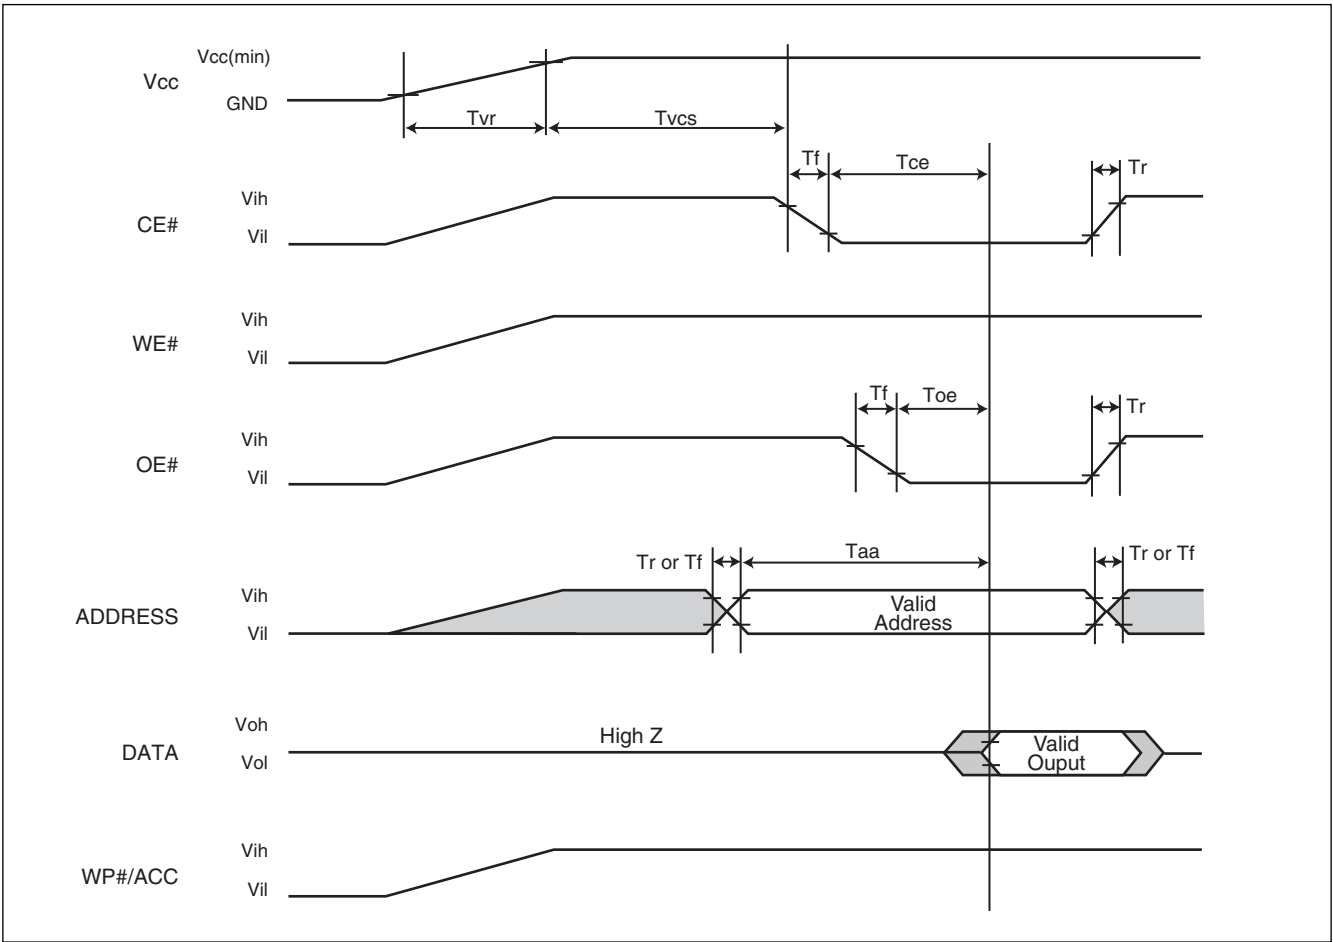 Vcc(min)
Vcc
GND
Tvr
Tvcs
Tf
Tce
Tr
Vih
CE#
Vil
Vih
WE#
Vil
Tf
Toe
Tr
Vih
OE#
Vil
Tr or Tf
Taa
Tr or Tf
Vih
ADDRESS
Vil
Valid
Address
Voh
DATA
Vol
High Z
Valid
Ouput
Vih
WP#/ACC
Vil